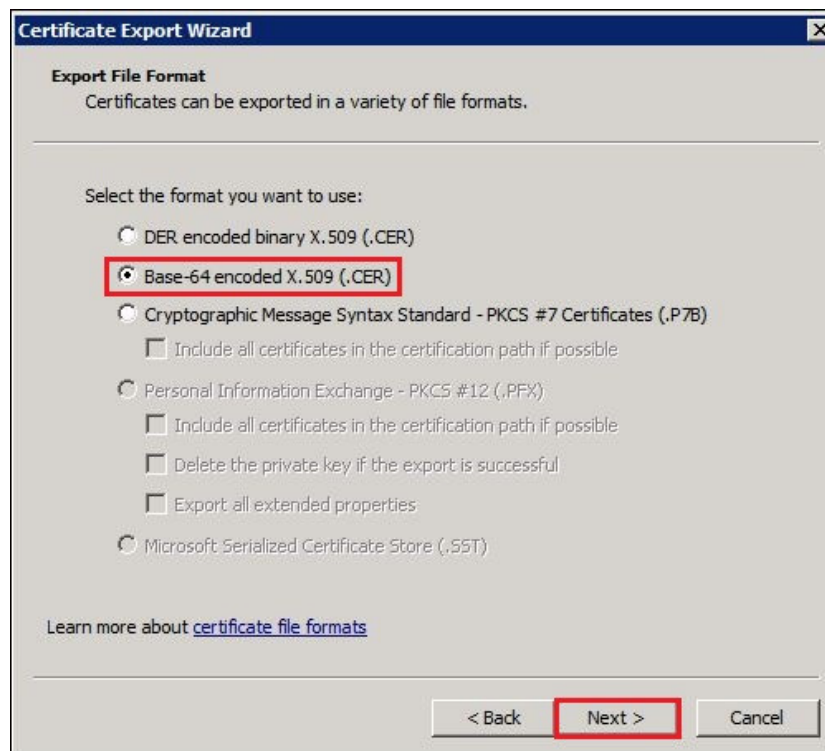 Certificate Export Wizard
Export File Format
Certificates can be exported in a variety of file formats.
Select the format you want to use:
DER encoded binary X.509 (.CER)
Base-64 encoded X.509 (.CER)
Cryptographic Message Syntax Standard - PKCS #7 Certificates (.P7B)
Include all certificates in the certification path if possible
Personal Information Exchange - PKCS #12 (.PFX)
Include all certificates in the certification path if possible
Delete the private key if the export is successful
Export all extended properties
Microsoft Serialized Certificate Store (.SST)
Learn more about certificate file formats
< Back Next > Cancel